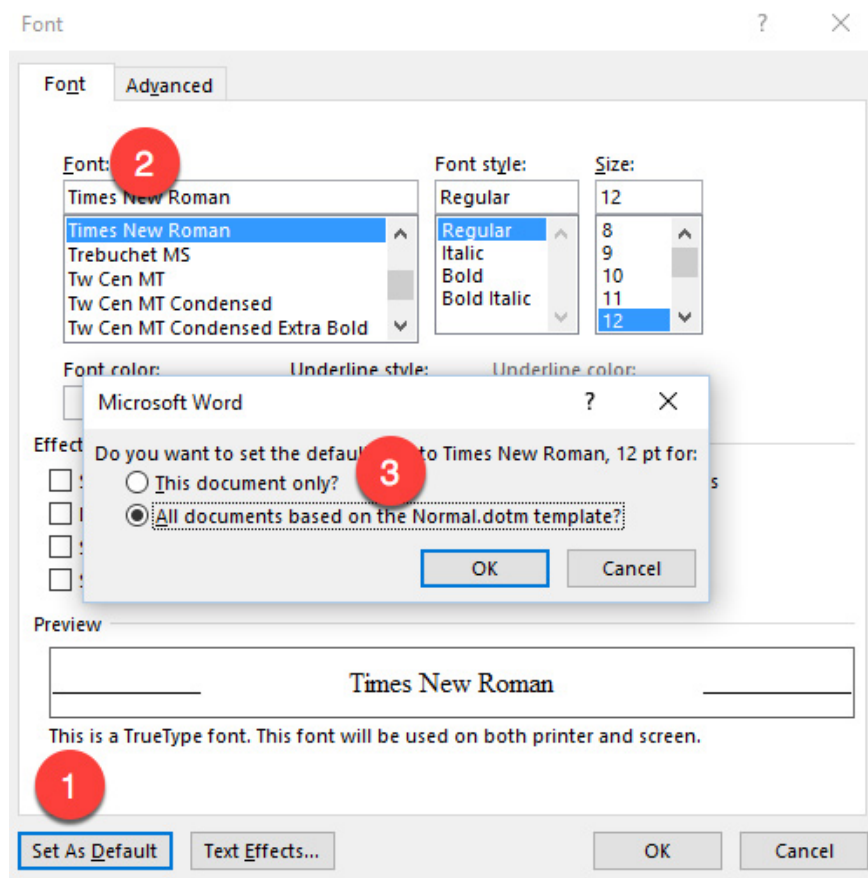 Font ? ×
Font Advanced
Font: 2 Font style: Size:
Times New Roman Regular 12
Times New Roman Regular 8
Trebuchet MS Italic 9
Tw Cen MT Bold 10
Tw Cen MT Condensed Bold Italic 11
Tw Cen MT Condensed Extra Bold 12
Font color: Underline style: Underline color:
Microsoft Word ? ×
Do you want to set the default to Times New Roman, 12 pt for:
3
This document only?
All documents based on the Normal.dotm template?
OK Cancel
Preview
Times New Roman
This is a TrueType font. This font will be used on both printer and screen.
1
Set As Default Text Effects... OK Cancel